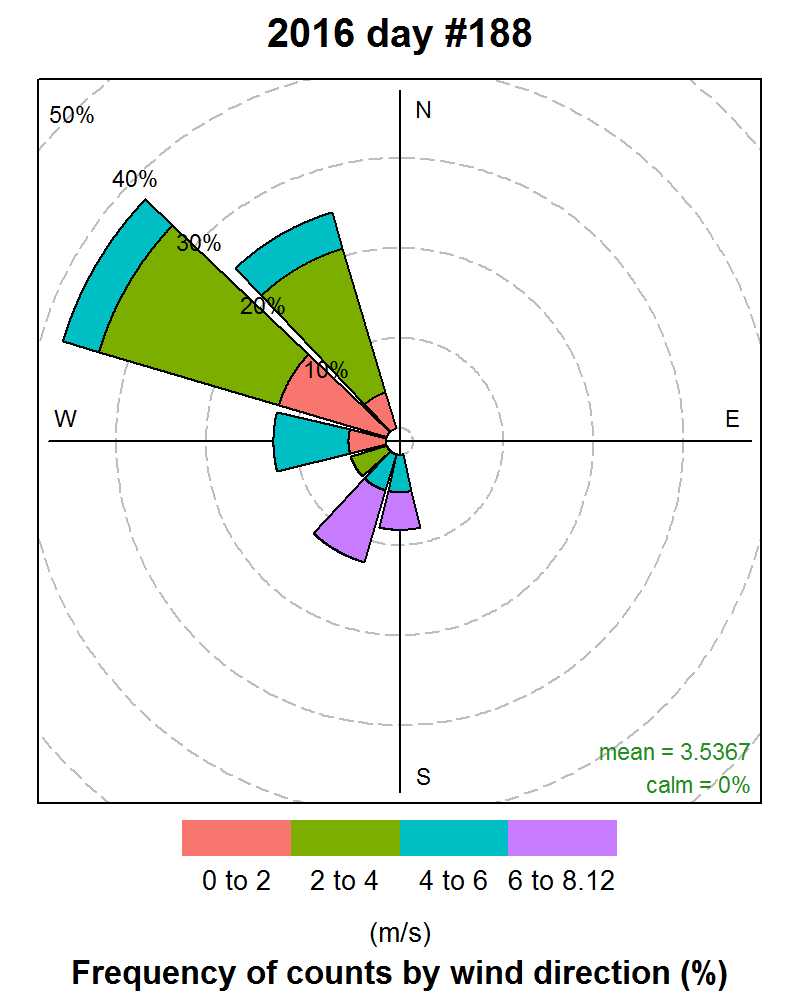 2016 day #188
50%
N
40%
30%
20%
10%
W
E
S
mean = 3.5367
calm = 0%
0 to 2
2 to 4
4 to 6
6 to 8.12
(m/s)
Frequency of counts by wind direction (%)